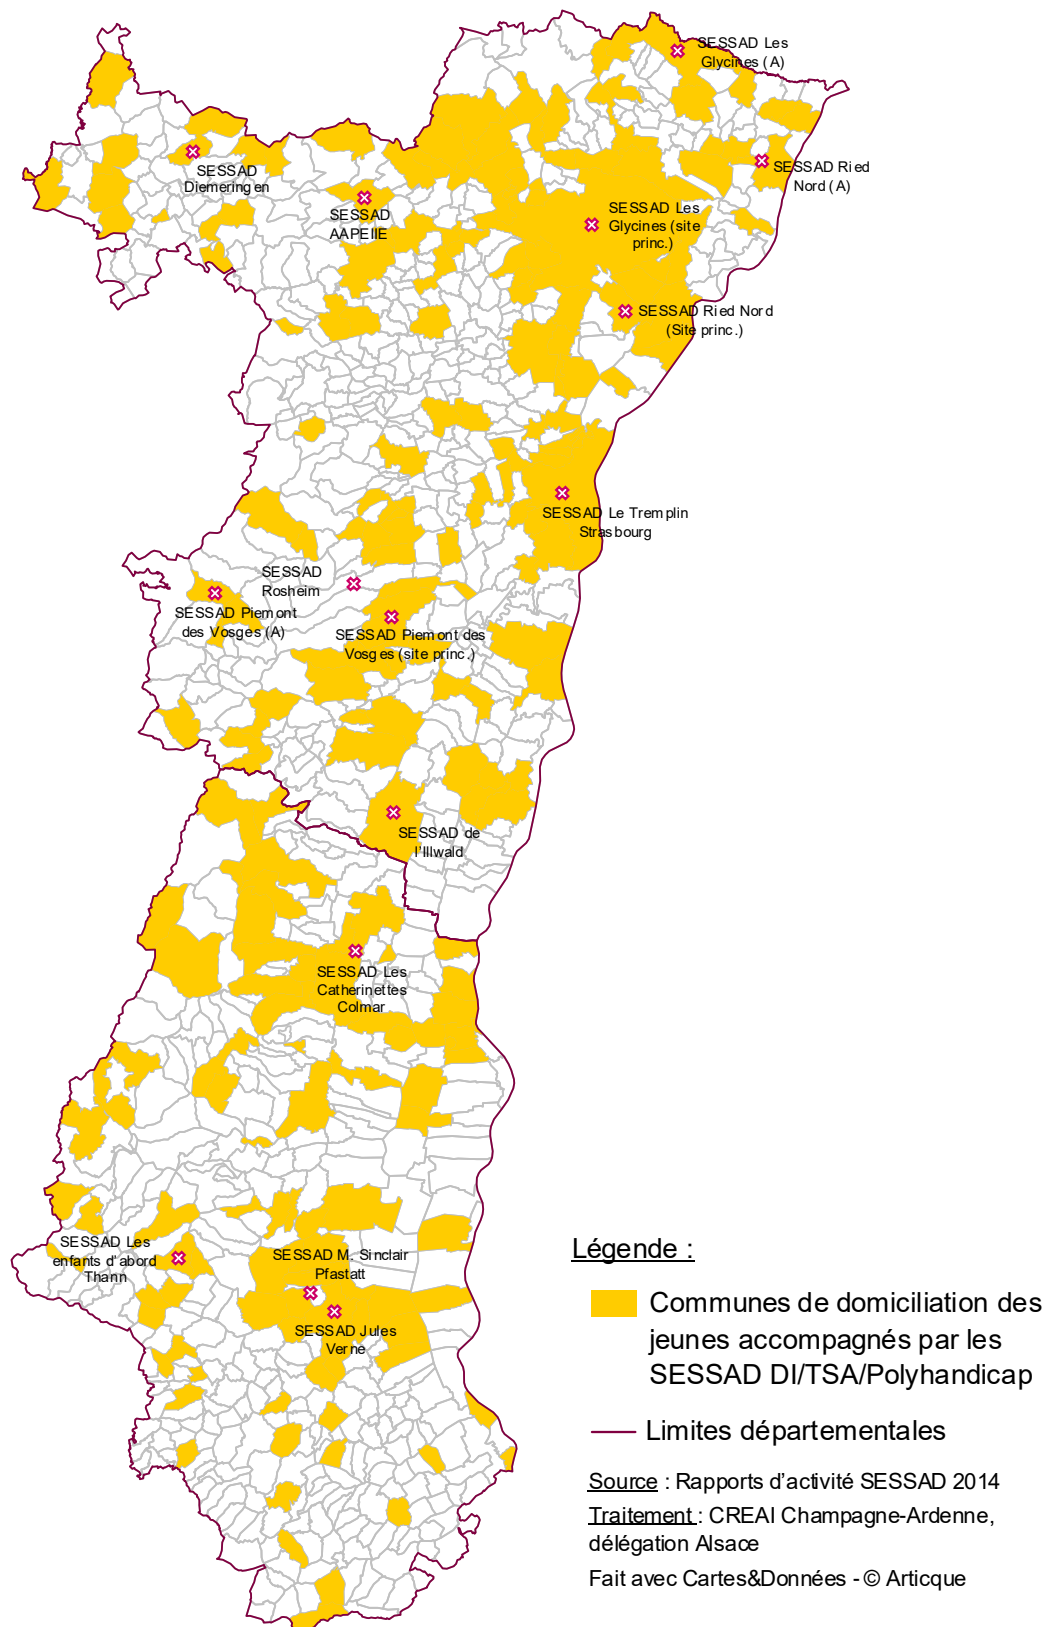 SESSAD Les
Glycines (A)
SESSAD
Diemeringen
SESSAD Ried
Nord (A)
SESSAD
AAPEIIE
SESSAD Les
Glycines (site
princ.)
SESSAD Ried Nord
(Site princ.)
SESSAD Le Tremplin
Strasbourg
SESSAD
Rosheim
SESSAD Piemont
des Vosges (A)
SESSAD Piemont des
Vosges (site princ.)
SESSAD de
l'Illwald
SESSAD Les
Catherinettes
Colmar
SESSAD Les
enfants d'abord
Thann
SESSAD M. Sinclair
Pfastatt
SESSAD Jules
Verne
Légende :
Communes de domiciliation des
jeunes accompagnés par les
SESSAD DI/TSA/Polyhandicap
Limites départementales
Source : Rapports d'activité SESSAD 2014
Traitement : CREAI Champagne-Ardenne,
délégation Alsace
Fait avec Cartes&Données - © Articque